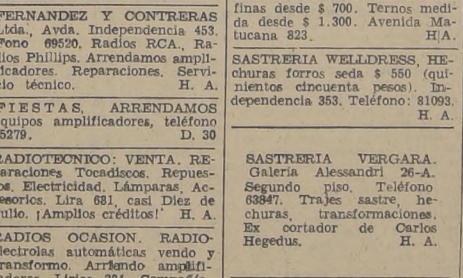 FERNANDEZ Y CONTRERAS
Ltda., Avda. Independencia 453.
Fono 69520. Radios RCA., Ra-
dios Phillips. Arrendamos ampli-
ficadores. Reparaciones. Servi-
cio técnico. H. A.
FIESTAS, ARRENDAMOS
equipos amplificadores, teléfono
65279. D. 30
RADIOTECNICO: VENTA. RE-
paraciones Tocadiscos. Repues-
tos. Electricidad. Lámparas, Ac-
cesorios. Lira 681, casi Diez de
Julio. ¡Amplios créditos! H. A.
RADIOS OCASION. RADIO-
electrolas automáticas vendo y
transformo. Arriendo amplifi-
finas desde $ 700. Ternos medi-
da desde $ 1.300. Avenida Ma-
tucana 823. H. A.
SASTRERIA WELLDRESS, HE-
churas forros seda $ 550 (qui-
nientos cincuenta pesos). In-
dependencia 353. Teléfono: 81093.
H. A.
SASTRERIA VERGARA.
Galería Alessandri 26-A.
Segundo piso. Teléfono
63847. Trajes sastre, he-
churas, transformaciones.
Ex cortador de Carlos
Hegedus. H. A.